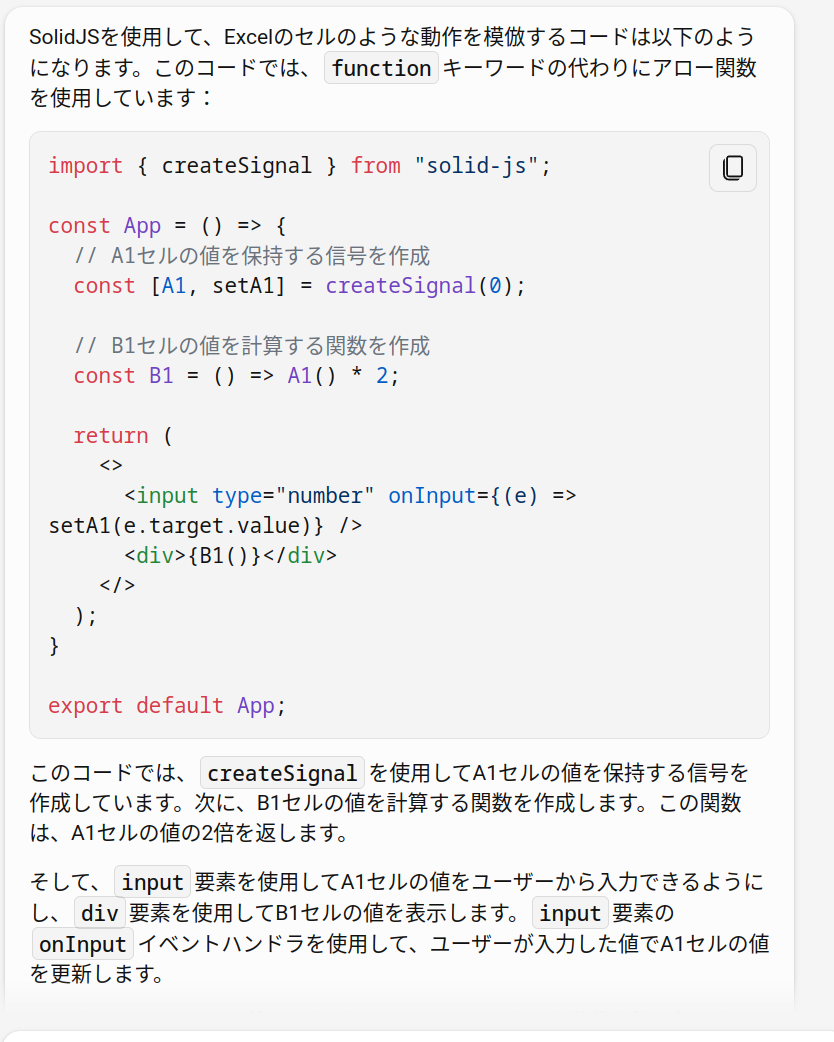 SolidJSを使用して、Excelのセルのような動作を模倣するコードは以下のよう
になります。このコードでは、 function キーワードの代わりにアロー関数
を使用しています：
import { createSignal } from "solid-js";
const App = () => {
// A1セルの値を保持する信号を作成
const [A1, setA1] = createSignal(0);
// B1セルの値を計算する関数を作成
const B1 = () => A1() * 2;
return (
<>
<input type="number" onInput={(e) =>
setA1(e.target.value)} />
<div>{B1()}</div>
</>
);
}
export default App;
このコードでは、 createSignal を使用してA1セルの値を保持する信号を
作成しています。次に、B1セルの値を計算する関数を作成します。この関数
は、A1セルの値の2倍を返します。
そして、 input 要素を使用してA1セルの値をユーザーから入力できるように
し、 div 要素を使用してB1セルの値を表示します。 input 要素の
onInput イベントハンドラを使用して、ユーザーが入力した値でA1セルの値
を更新します。